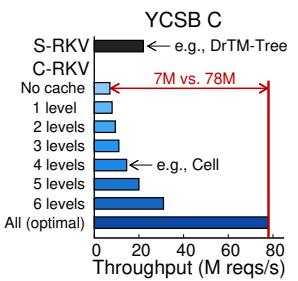 YCSB C
S-RKV
e.g., DrTM-Tree
C-RKV
No cache
7M vs. 78M
1 level
2 levels
3 levels
4 levels
e.g., Cell
5 levels
6 levels
All (optimal)
0 20 40 60 80
Throughput (M reqs/s)